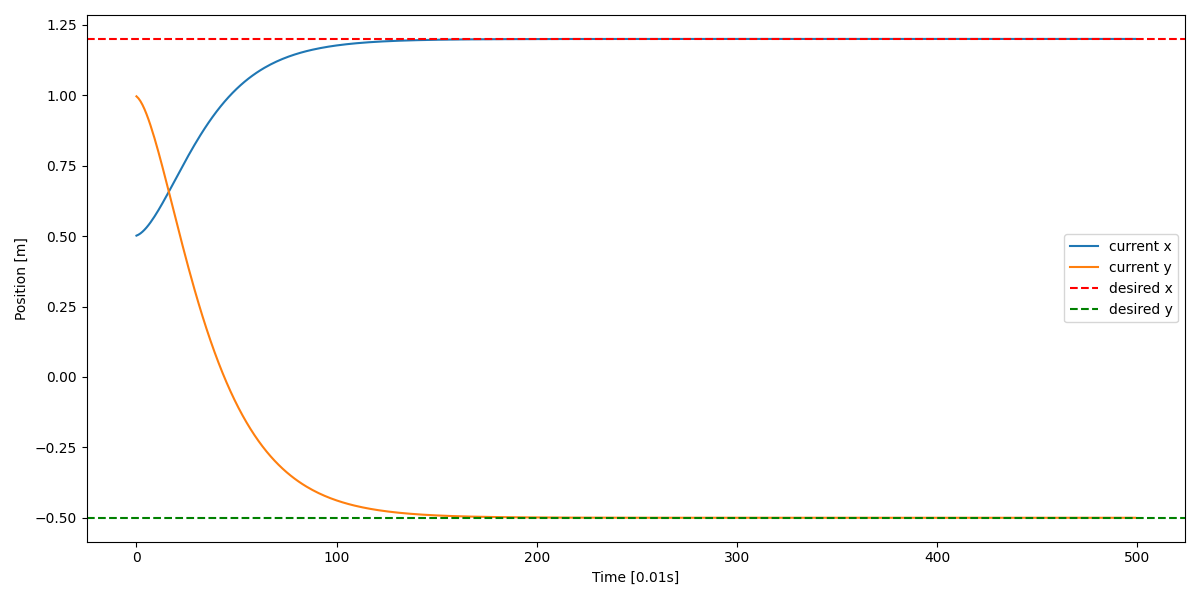 1.25
1.00
0.75
0.50
0.25
0.00
−0.25
−0.50
Position [m]
0 100 200 300 400 500
Time [0.01s]
current x
current y
desired x
desired y